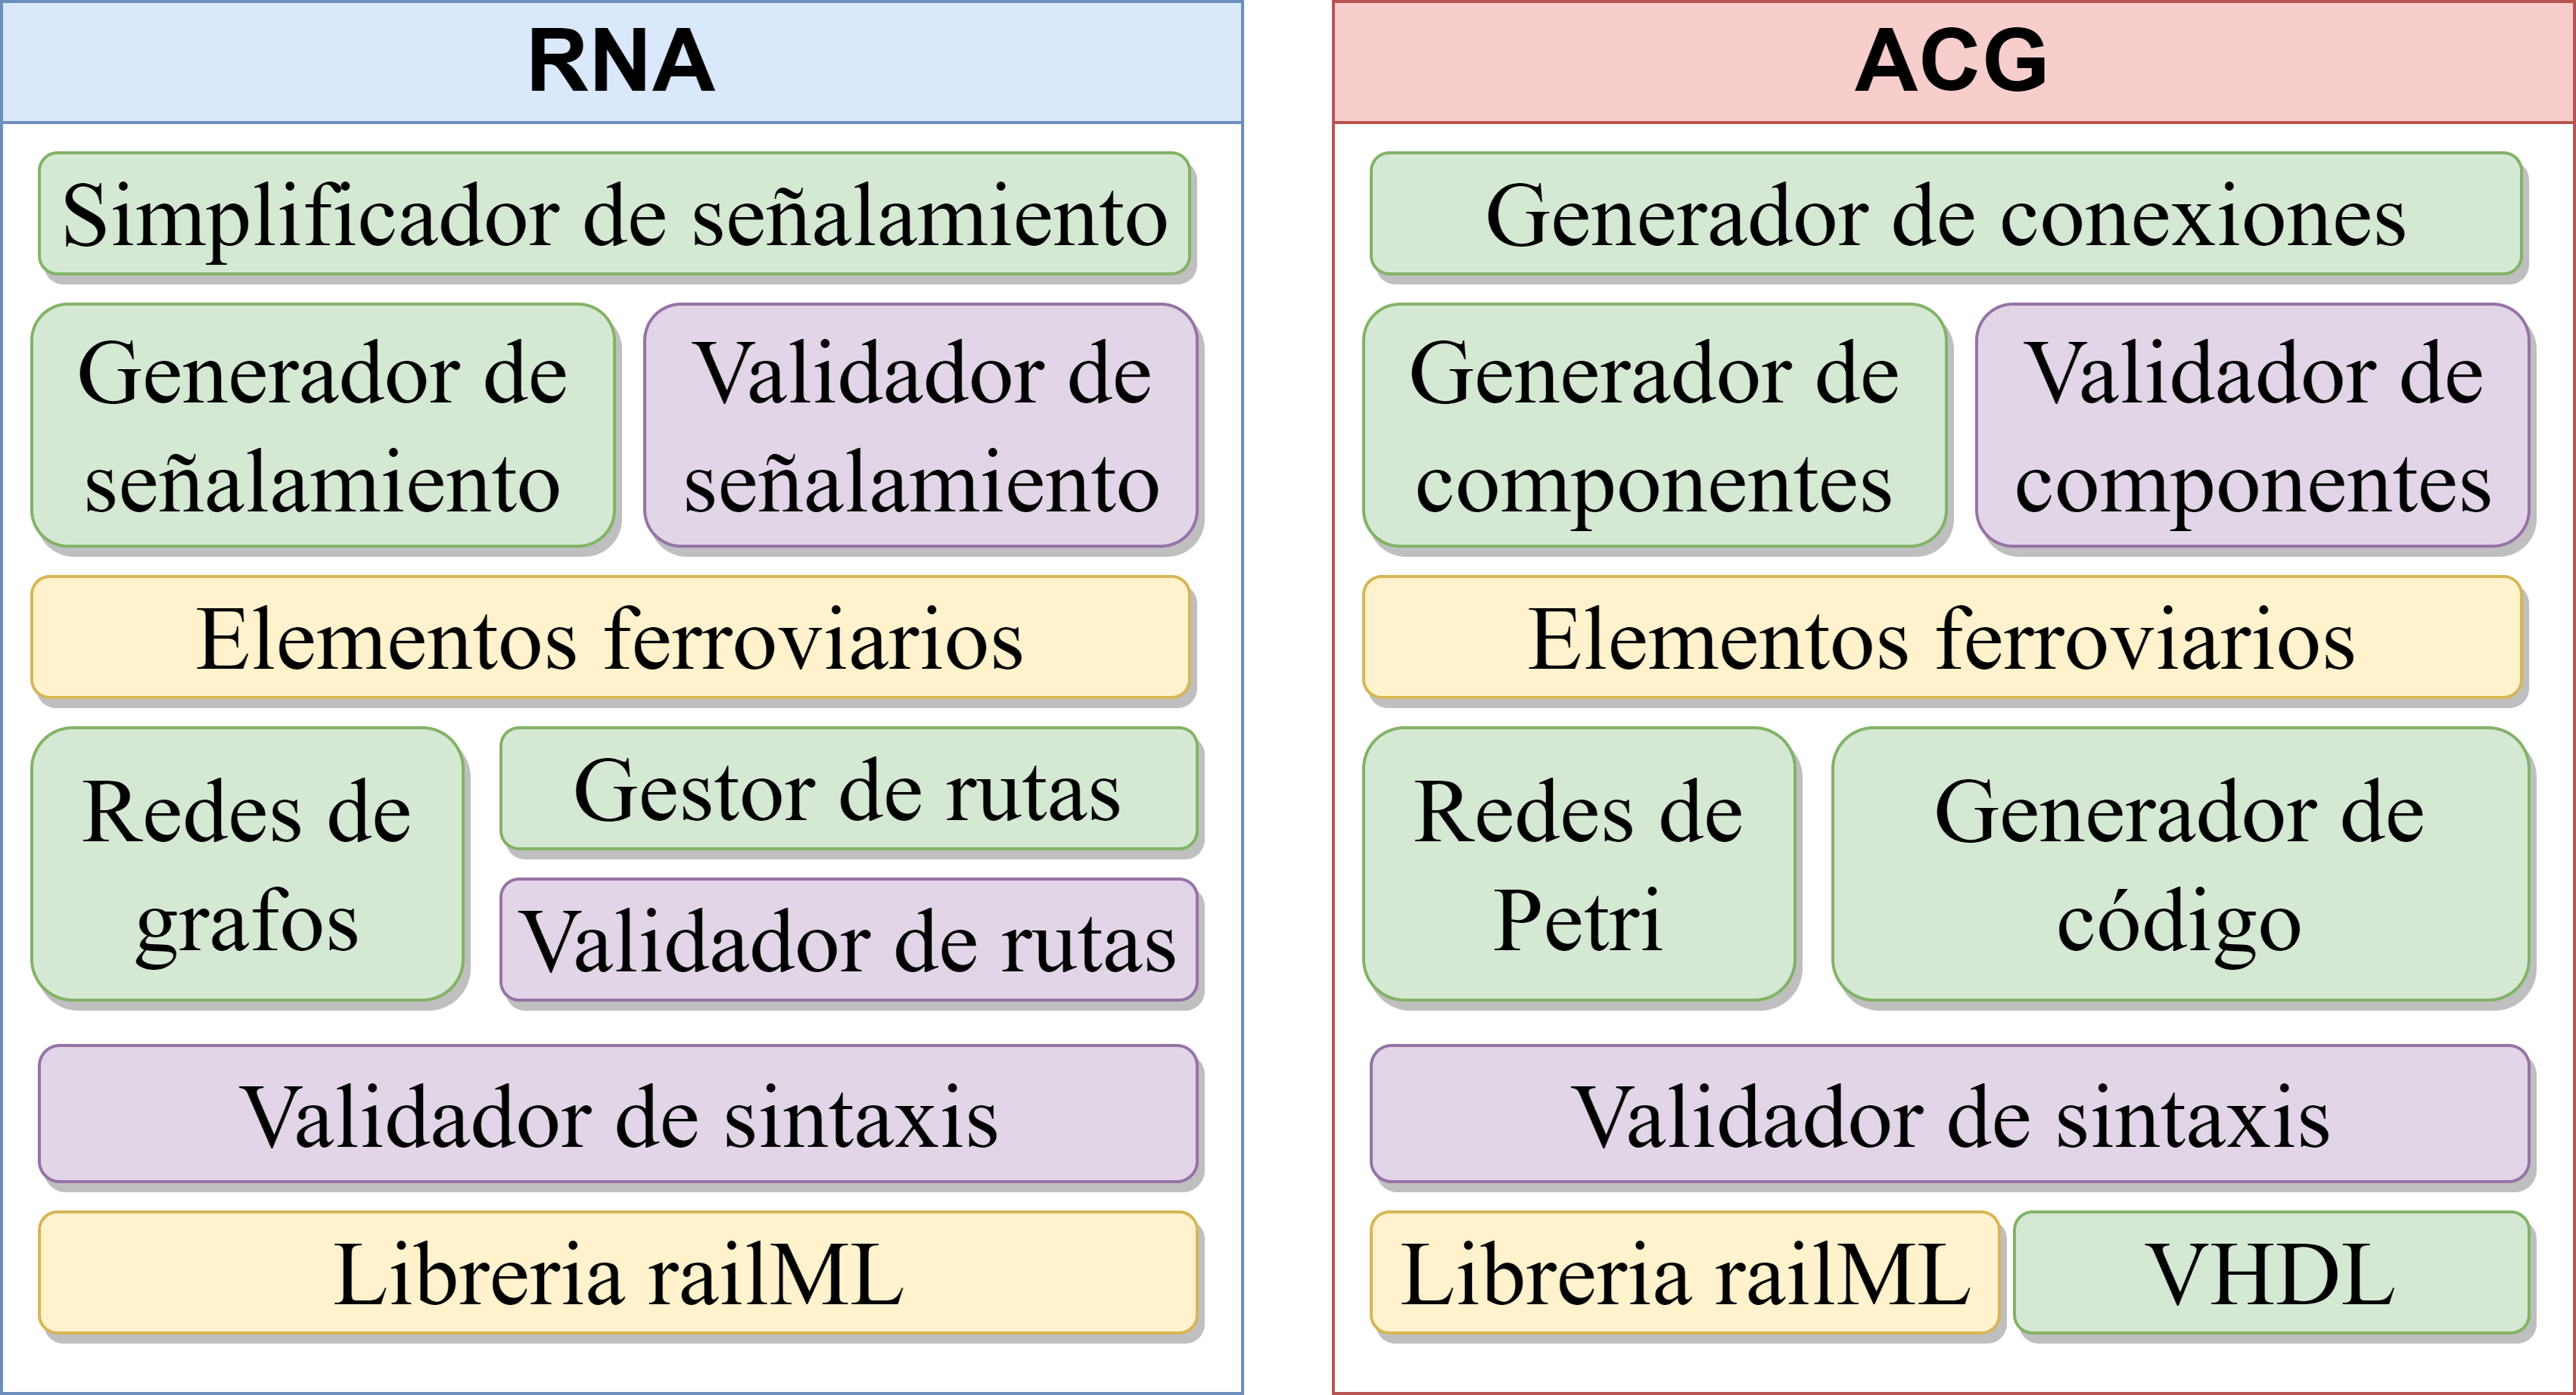 RNA
Simplificador de señalamiento
Generador de
señalamiento
Validador de
señalamiento
Elementos ferroviarios
Redes de
grafos
Gestor de rutas
Validador de rutas
Validador de sintaxis
Libreria railML
ACG
Generador de conexiones
Generador de
componentes
Validador de
componentes
Elementos ferroviarios
Redes de
Petri
Generador de
código
Validador de sintaxis
Libreria railML
VHDL